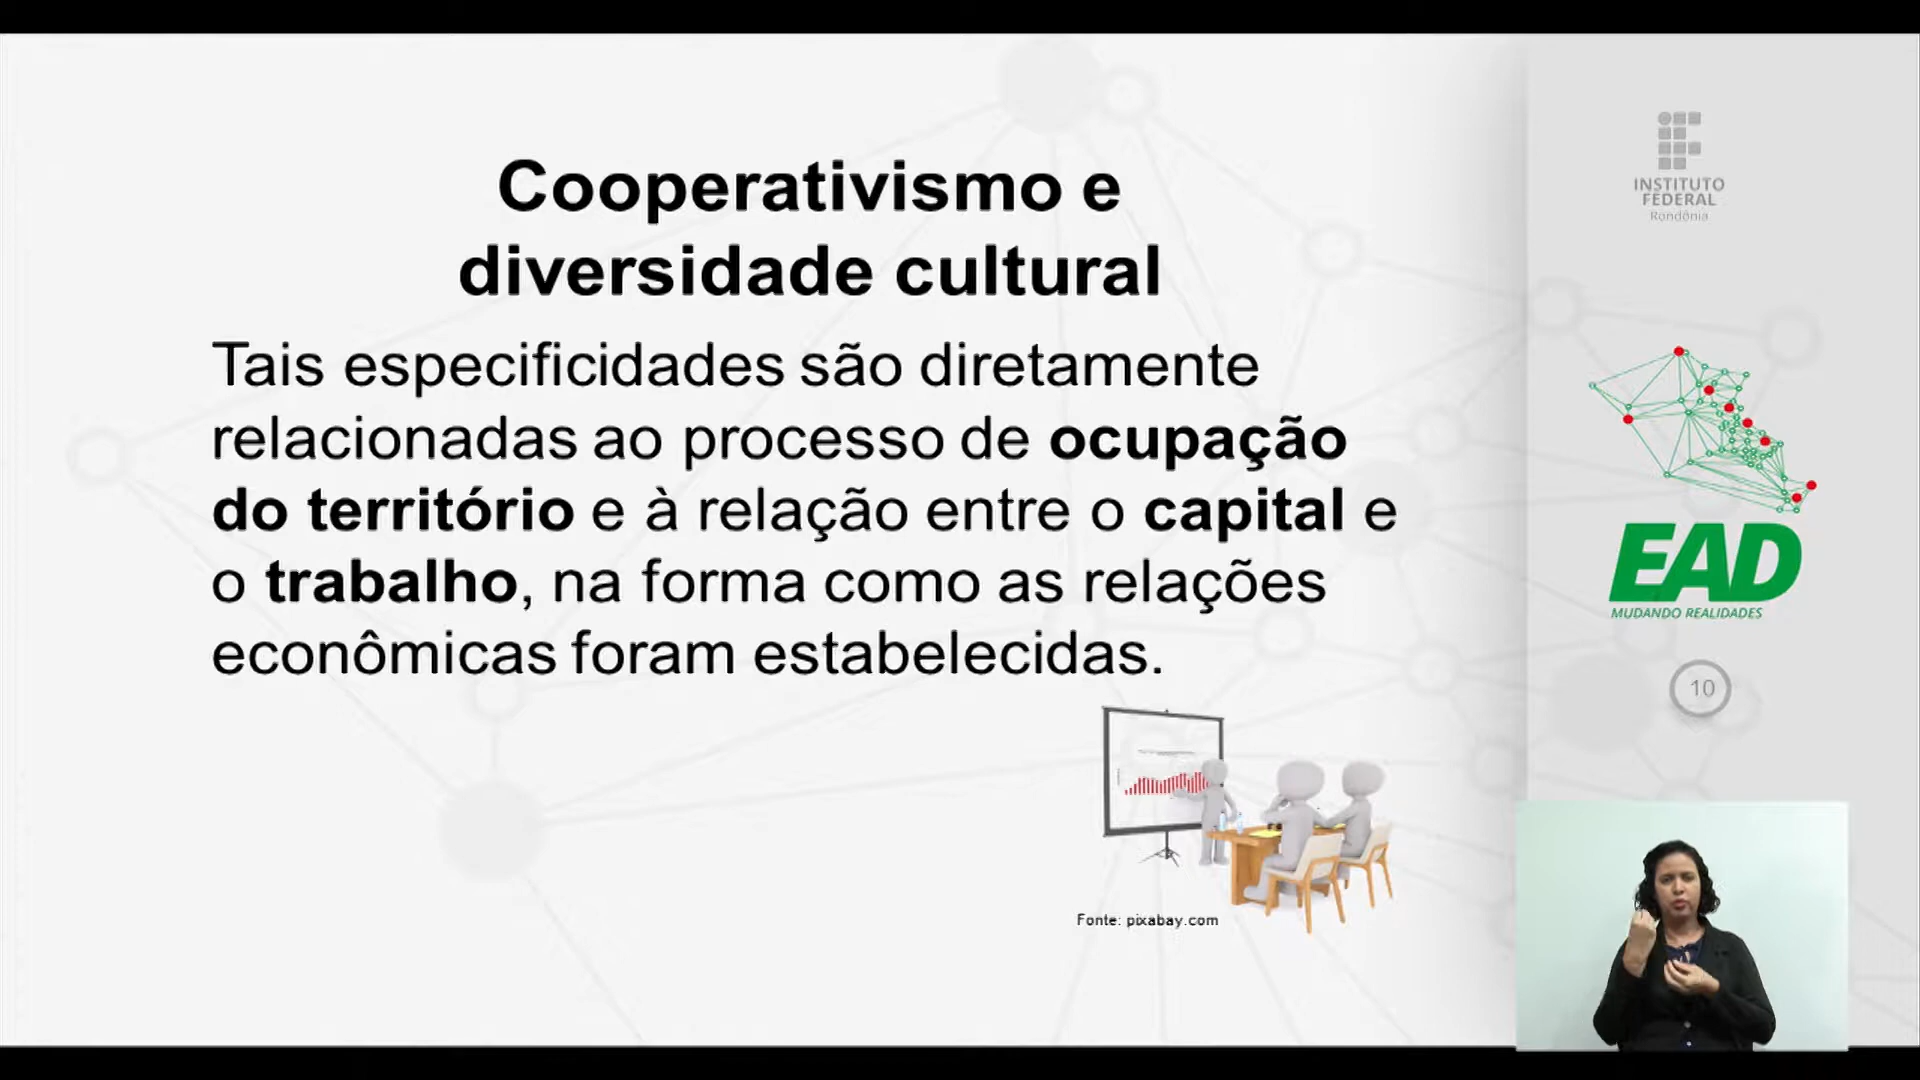 Cooperativismo e
diversidade cultural
Tais especificidades são diretamente
relacionadas ao processo de ocupação
do território e à relação entre o capital e
o trabalho, na forma como as relações
econômicas foram estabelecidas.
Fonte: pixabay.com
INSTITUTO
FEDERAL
Rondônia
EAD
MUDANDO REALIDADES
10